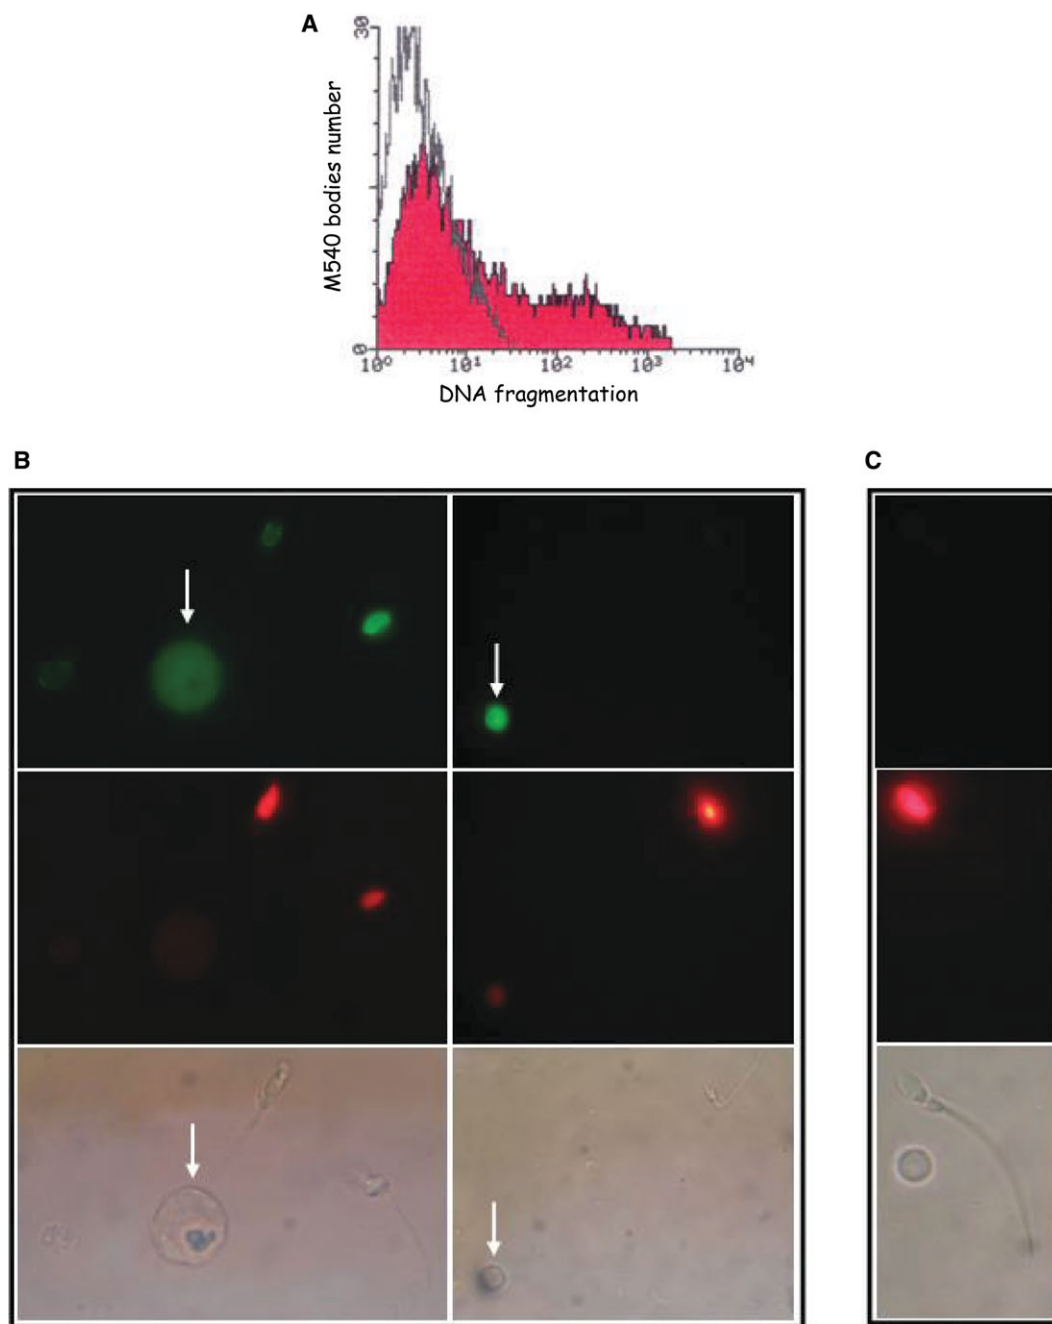 A
30
M540 bodies number
0
10⁰ 10¹ 10² 10³ 10⁴
DNA fragmentation
B
C